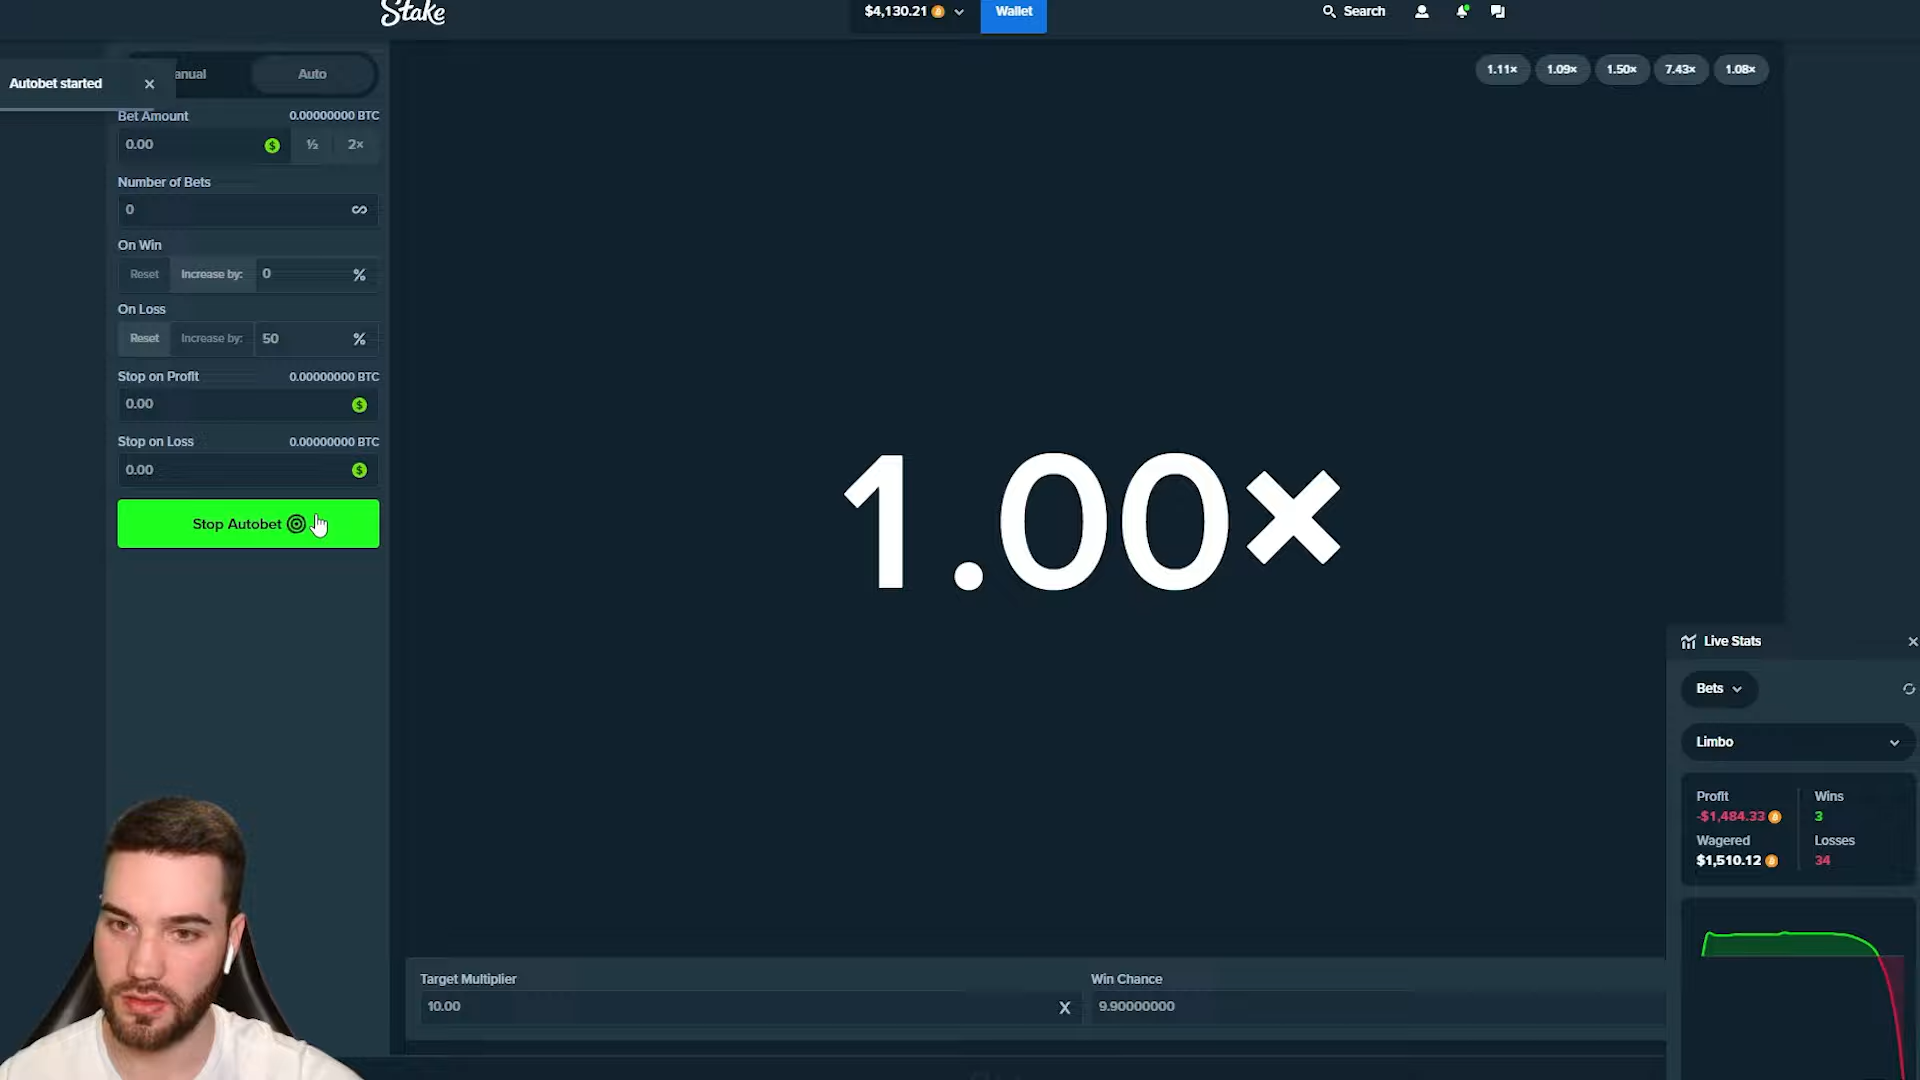 Stake
$4,130.21
Wallet
Search
Autobet started
anual
Auto
1.11×
1.09×
1.50×
7.43×
1.08×
Bet Amount
0.00000000 BTC
0.00
½
2×
Number of Bets
0
On Win
Reset
Increase by:
0
%
On Loss
Reset
Increase by:
50
%
Stop on Profit
0.00000000 BTC
0.00
Stop on Loss
0.00000000 BTC
0.00
Stop Autobet
1.00×
Live Stats
Bets
Limbo
Profit
-$1,484.33
Wins
3
Wagered
$1,510.12
Losses
34
Target Multiplier
10.00
X
Win Chance
9.90000000